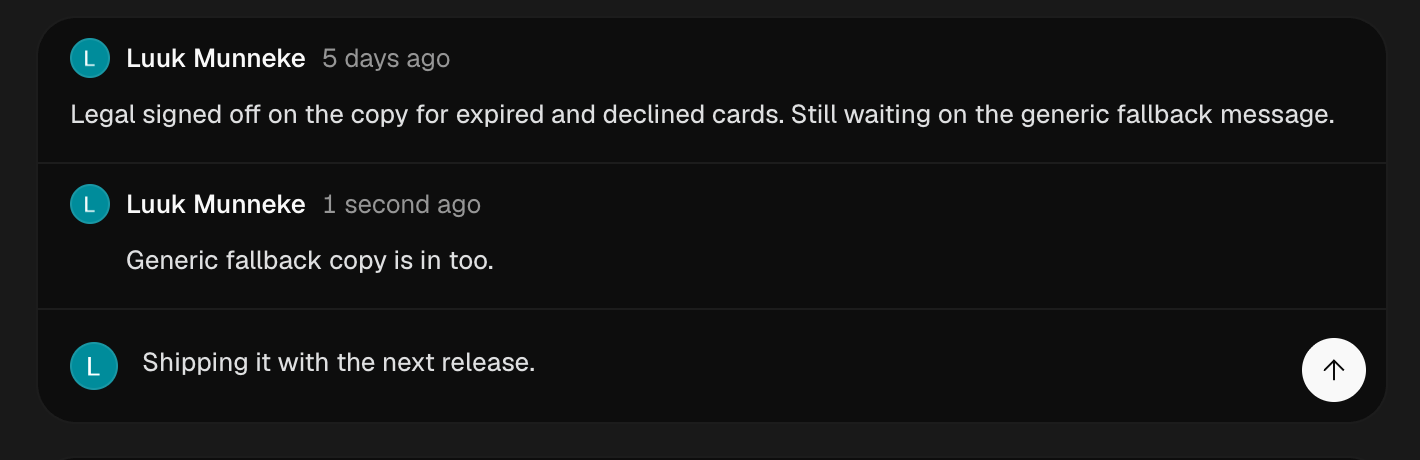 L Luuk Munneke 5 days ago
Legal signed off on the copy for expired and declined cards. Still waiting on the generic fallback message.
L Luuk Munneke 1 second ago
Generic fallback copy is in too.
L Shipping it with the next release.